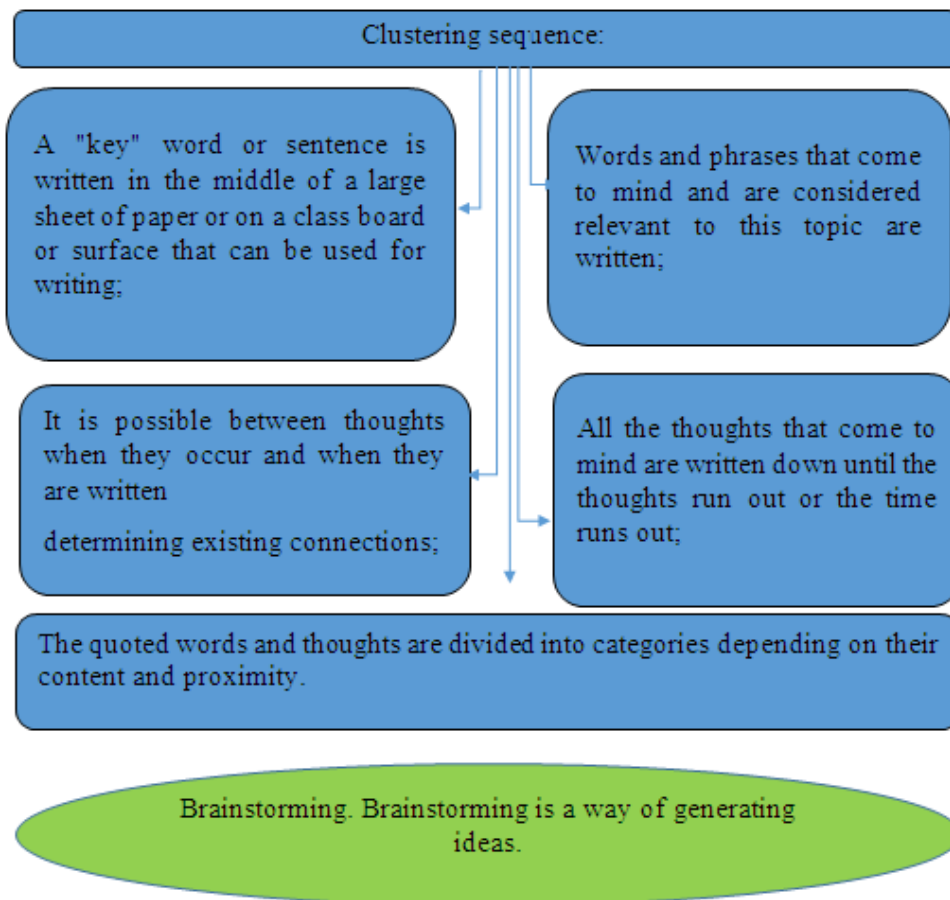 Clustering sequence:
A "key" word or sentence is
written in the middle of a large
sheet of paper or on a class board
or surface that can be used for
writing;
Words and phrases that come
to mind and are considered
relevant to this topic are
written;
It is possible between thoughts
when they occur and when they
are written
determining existing connections;
All the thoughts that come to
mind are written down until the
thoughts run out or the time
runs out;
The quoted words and thoughts are divided into categories depending on their
content and proximity.
Brainstorming. Brainstorming is a way of generating
ideas.